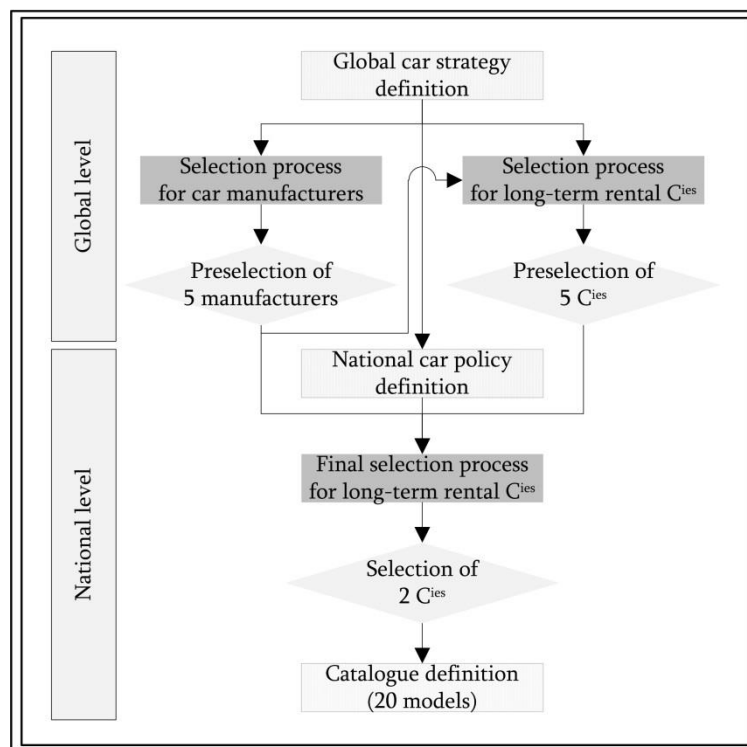 Global car strategy
definition
Global level
Selection process
for car manufacturers
Selection process
for long-term rental Cⁱᵉˢ
Preselection of
5 manufacturers
Preselection of
5 Cⁱᵉˢ
National level
National car policy
definition
Final selection process
for long-term rental Cⁱᵉˢ
Selection of
2 Cⁱᵉˢ
Catalogue definition
(20 models)